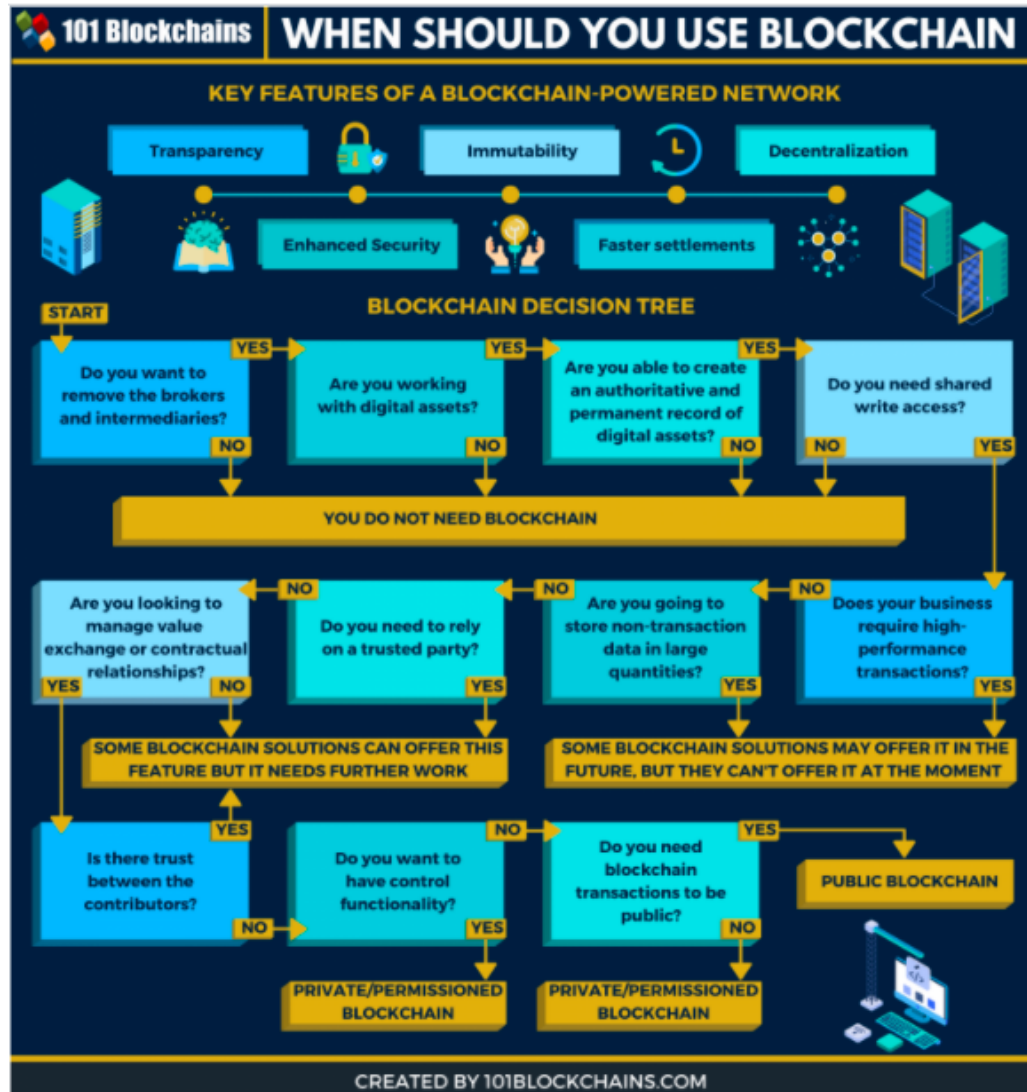 101 Blockchains
WHEN SHOULD YOU USE BLOCKCHAIN
KEY FEATURES OF A BLOCKCHAIN-POWERED NETWORK
Transparency
Immutability
Decentralization
Enhanced Security
Faster settlements
BLOCKCHAIN DECISION TREE
START
Do you want to
remove the brokers
and intermediaries?
YES
NO
Are you working
with digital assets?
YES
NO
Are you able to create
an authoritative and
permanent record of
digital assets?
YES
NO
Do you need shared
write access?
NO
YES
YOU DO NOT NEED BLOCKCHAIN
Does your business
require high-
performance
transactions?
NO
YES
Are you going to
store non-transaction
data in large
quantities?
NO
YES
Do you need to rely
on a trusted party?
NO
YES
Are you looking to
manage value
exchange or contractual
relationships?
YES
NO
SOME BLOCKCHAIN SOLUTIONS CAN OFFER THIS
FEATURE BUT IT NEEDS FURTHER WORK
SOME BLOCKCHAIN SOLUTIONS MAY OFFER IT IN THE
FUTURE, BUT THEY CAN'T OFFER IT AT THE MOMENT
Is there trust
between the
contributors?
YES
NO
Do you want to
have control
functionality?
NO
YES
Do you need
blockchain
transactions to be
public?
YES
NO
PUBLIC BLOCKCHAIN
PRIVATE/PERMISSIONED
BLOCKCHAIN
PRIVATE/PERMISSIONED
BLOCKCHAIN
CREATED BY 101BLOCKCHAINS.COM